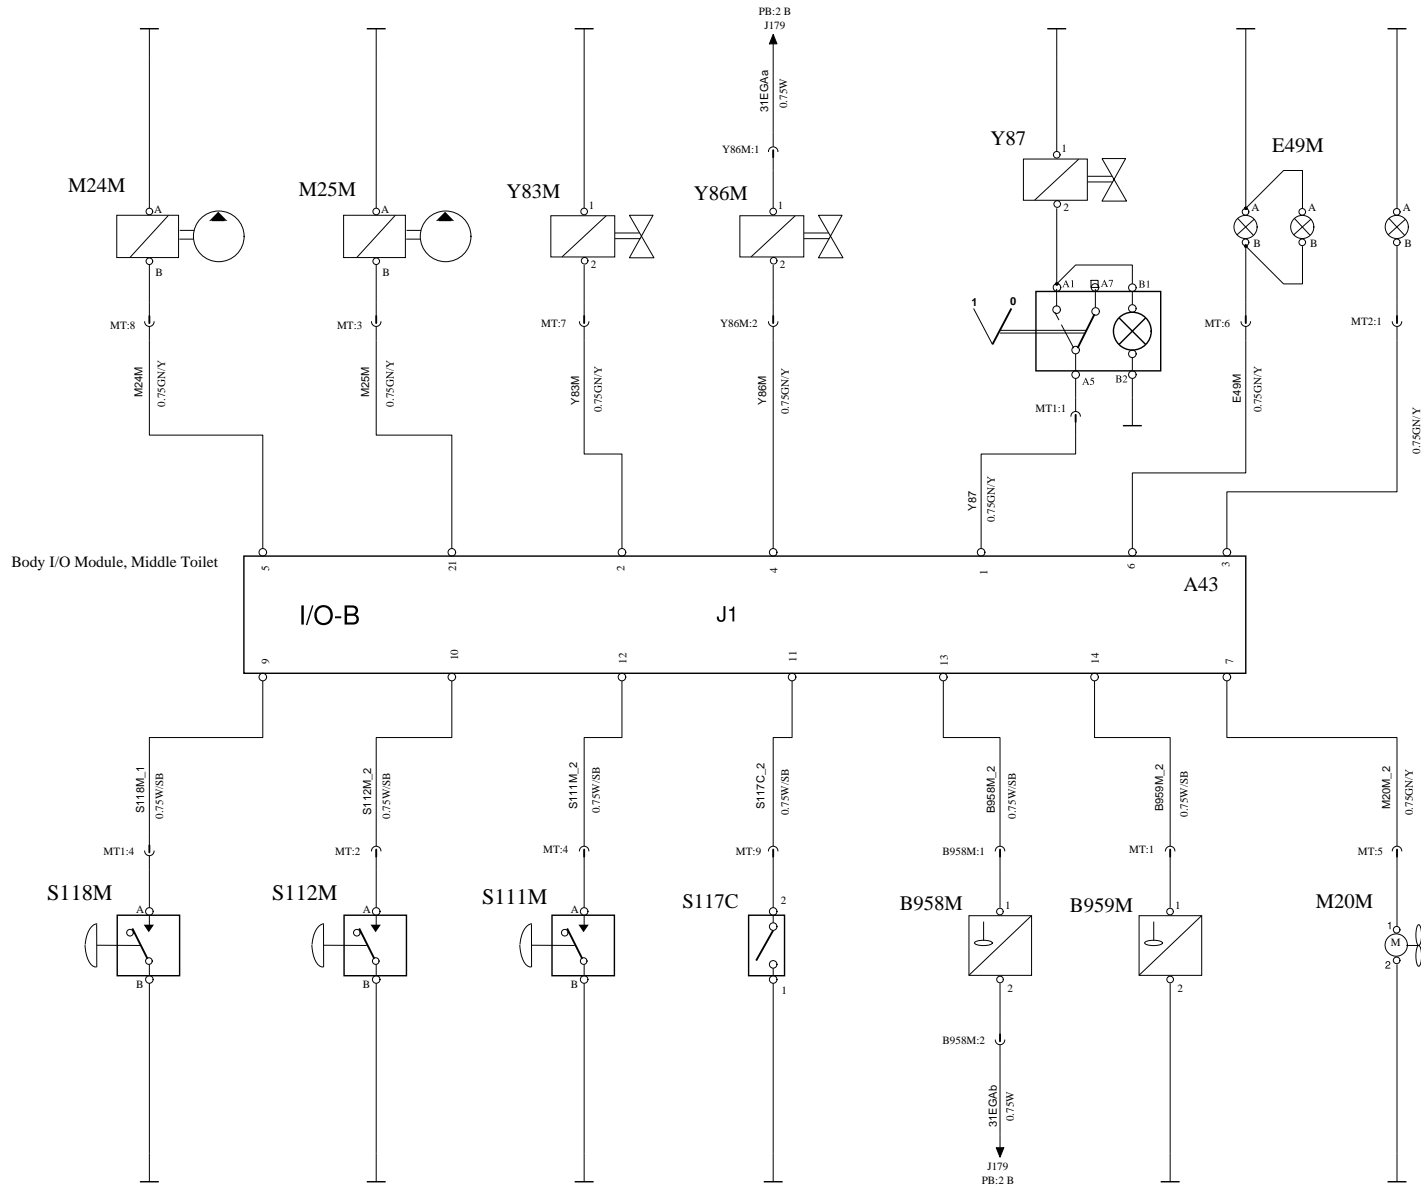 PB:2 B
J179
31EGAa
0.75W
Y86M:1
Y87
1
2
E49M
A
B
A
B
A
B
M24M
A
B
M25M
A
B
Y83M
1
2
Y86M
1
2
A1
A7
B1
1
0
A5
B2
MT:8
MT:3
MT:7
Y86M:2
MT1:1
MT:6
MT2:1
M24M
0.75GN/Y
M25M
0.75GN/Y
Y83M
0.75GN/Y
Y86M
0.75GN/Y
Y87
0.75GN/Y
E49M
0.75GN/Y
0.75GN/Y
Body I/O Module, Middle Toilet
5
21
2
4
1
6
3
A43
I/O-B
J1
9
10
12
11
13
14
7
S118M_1
0.75W/SB
S112M_2
0.75W/SB
S111M_2
0.75W/SB
S117C_2
0.75W/SB
B958M_2
0.75W/SB
B959M_2
0.75W/SB
M20M_2
0.75GN/Y
MT1:4
MT:2
MT:4
MT:9
B958M:1
MT:1
MT:5
S118M
A
B
S112M
A
B
S111M
A
B
S117C
2
1
B958M
1
2
B959M
1
2
M20M
1
M
2
B958M:2
31EGAb
0.75W
J179
PB:2 B